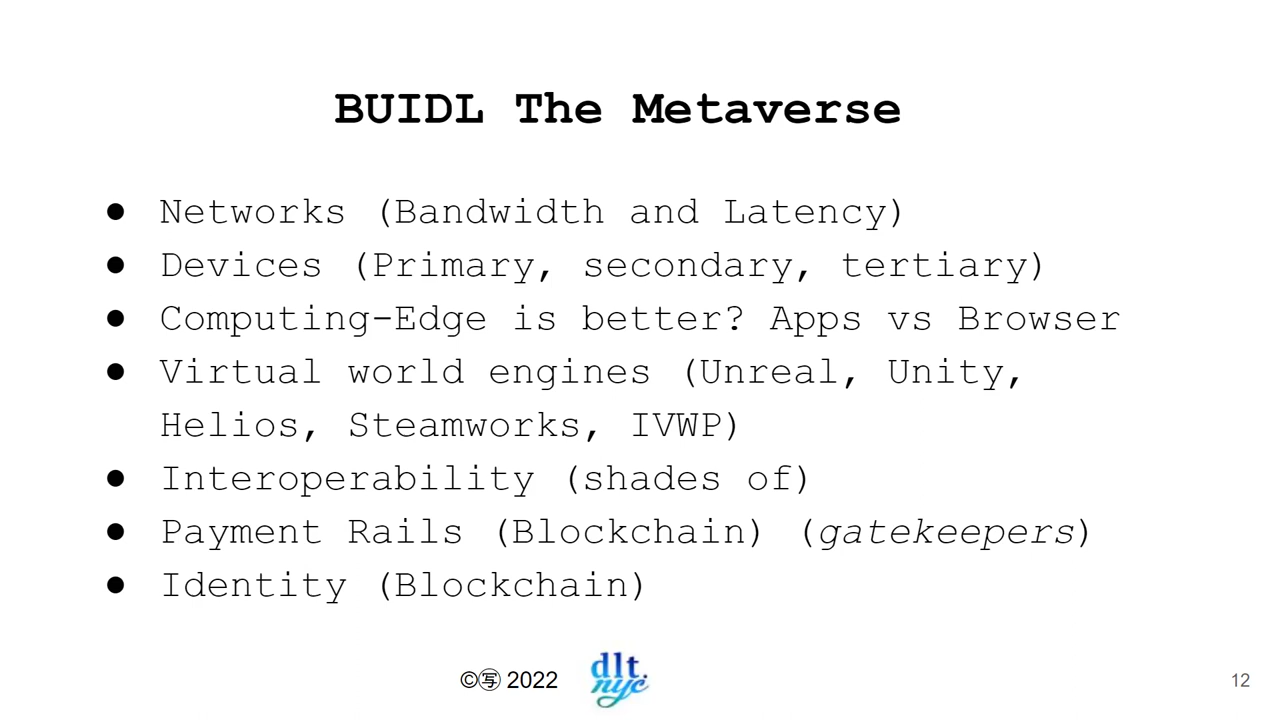 BUIDL The Metaverse
● Networks (Bandwidth and Latency)
● Devices (Primary, secondary, tertiary)
● Computing-Edge is better? Apps vs Browser
● Virtual world engines (Unreal, Unity,
Helios, Steamworks, IVWP)
● Interoperability (shades of)
● Payment Rails (Blockchain) (gatekeepers)
● Identity (Blockchain)
©㊢ 2022
dlt.
nyc
12